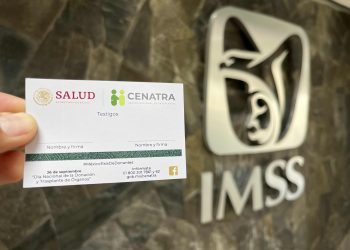 SALUD
CENATRA
Testigos
Nombre y firma
Nombre y firma
26 de septiembre
"Día Nacional de la Donación
y Trasplante de Órganos"
Infórmate
IMSS